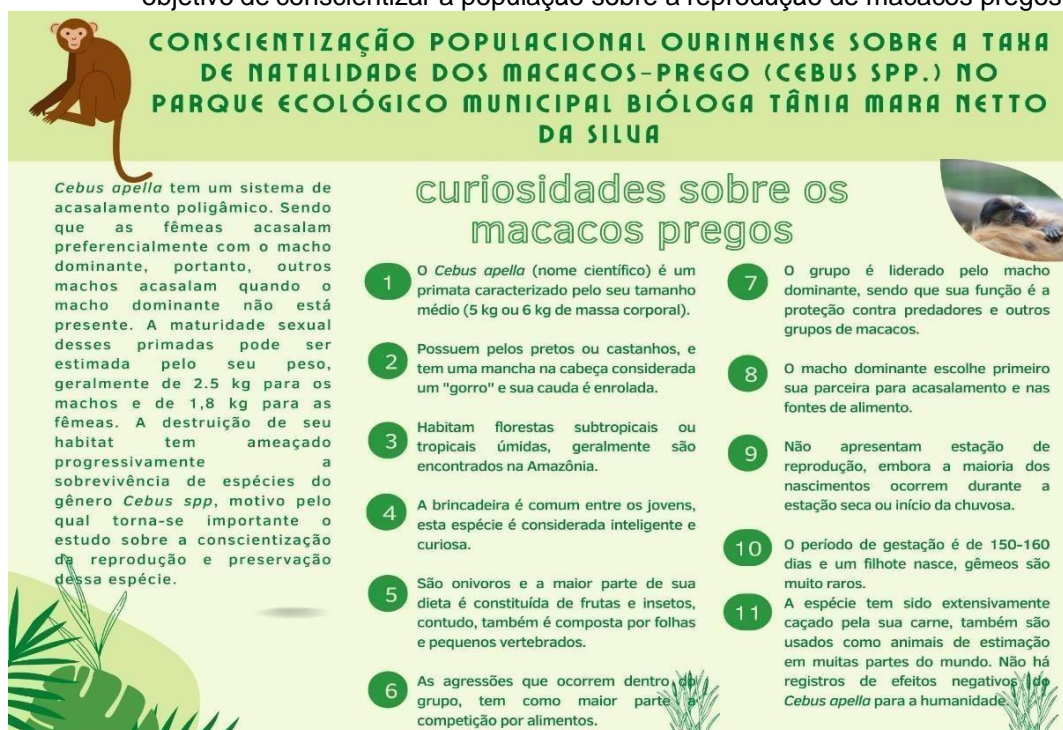 objetivo de conscientizar a população sobre a reprodução de macacos pregos
CONSCIENTIZAÇÃO POPULACIONAL OURINHENSE SOBRE A TAXA
DE NATALIDADE DOS MACACOS-PREGO (CEBUS SPP.) NO
PARQUE ECOLÓGICO MUNICIPAL BIÓLOGA TÂNIA MARA NETTO
DA SILVA
Cebus apella tem um sistema de
acasalamento poligâmico. Sendo
que as fêmeas acasalam
preferencialmente com o macho
dominante, portanto, outros
machos acasalam quando o
macho dominante não está
presente. A maturidade sexual
desses primadas pode ser
estimada pelo seu peso,
geralmente de 2.5 kg para os
machos e de 1,8 kg para as
fêmeas. A destruição de seu
habitat tem ameaçado
progressivamente a
sobrevivência de espécies do
gênero Cebus spp, motivo pelo
qual torna-se importante o
estudo sobre a conscientização
da reprodução e preservação
dessa espécie.
curiosidades sobre os
macacos pregos
1
O Cebus apella (nome científico) é um
primata caracterizado pelo seu tamanho
médio (5 kg ou 6 kg de massa corporal).
2
Possuem pelos pretos ou castanhos, e
tem uma mancha na cabeça considerada
um "gorro" e sua cauda é enrolada.
3
Habitam florestas subtropicais ou
tropicais úmidas, geralmente são
encontrados na Amazônia.
4
A brincadeira é comum entre os jovens,
esta espécie é considerada inteligente e
curiosa.
5
São onivoros e a maior parte de sua
dieta é constituída de frutas e insetos,
contudo, também é composta por folhas
e pequenos vertebrados.
6
As agressões que ocorrem dentro do
grupo, tem como maior parte a
competição por alimentos.
7
O grupo é liderado pelo macho
dominante, sendo que sua função é a
proteção contra predadores e outros
grupos de macacos.
8
O macho dominante escolhe primeiro
sua parceira para acasalamento e nas
fontes de alimento.
9
Não apresentam estação de
reprodução, embora a maioria dos
nascimentos ocorrem durante a
estação seca ou início da chuvosa.
10
O período de gestação é de 150-160
dias e um filhote nasce, gêmeos são
muito raros.
11
A espécie tem sido extensivamente
caçado pela sua carne, também são
usados como animais de estimação
em muitas partes do mundo. Não há
registros de efeitos negativos do
Cebus apella para a humanidade.